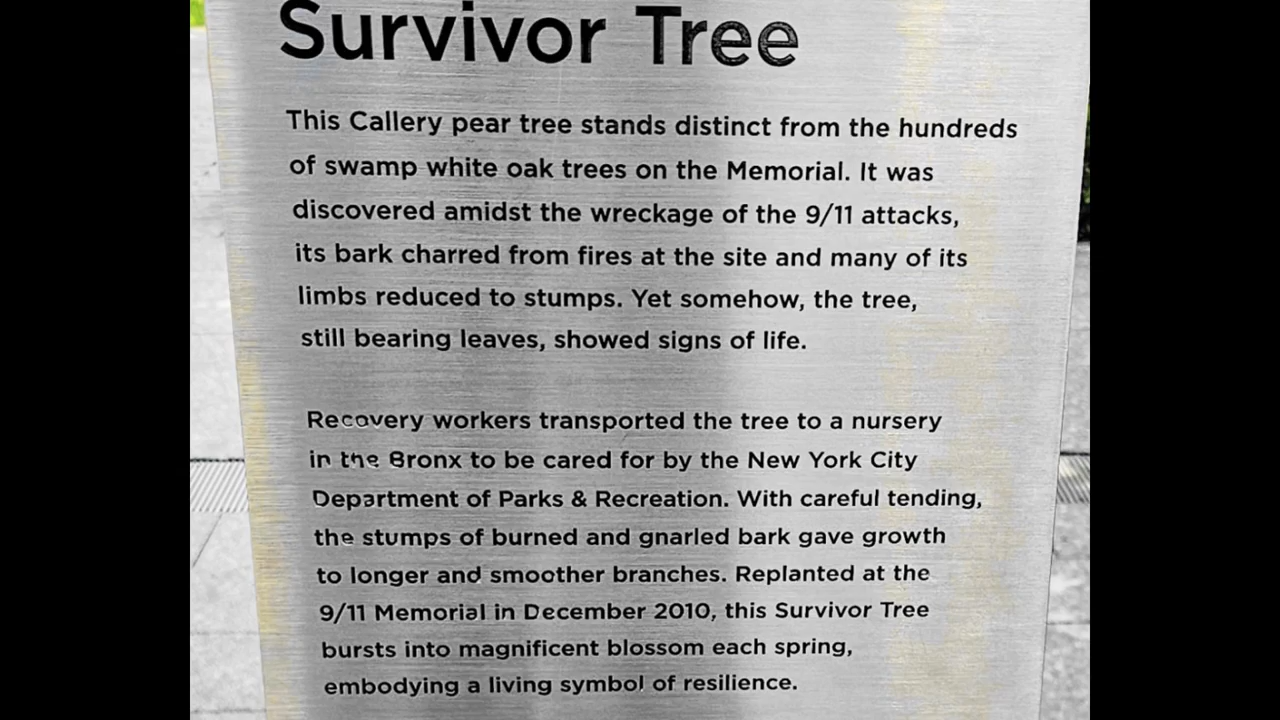 Survivor Tree
This Callery pear tree stands distinct from the hundreds
of swamp white oak trees on the Memorial. It was
discovered amidst the wreckage of the 9/11 attacks,
its bark charred from fires at the site and many of its
limbs reduced to stumps. Yet somehow, the tree,
still bearing leaves, showed signs of life.
Recovery workers transported the tree to a nursery
in the Bronx to be cared for by the New York City
Department of Parks & Recreation. With careful tending,
the stumps of burned and gnarled bark gave growth
to longer and smoother branches. Replanted at the
9/11 Memorial in December 2010, this Survivor Tree
bursts into magnificent blossom each spring,
embodying a living symbol of resilience.